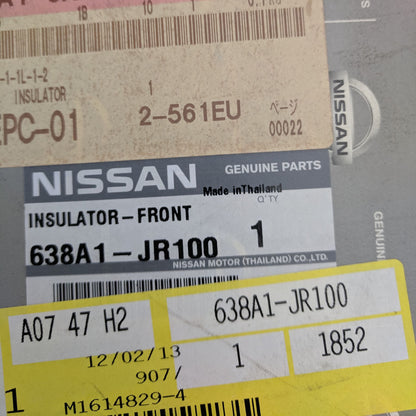 18 10 1
-1-1L-1-2
INSULATOR
1
EPC-01
2-561EU
ページ
00022
NISSAN
NISSAN
GENUINE PARTS
Made in Thailand
Q'TY
INSULATOR-FRONT
638A1-JR100
1
NISSAN MOTOR (THAILAND) CO.,LTD.
GENUINE
A07 47 H2
638A1-JR100
12/02/13
1
1852
907/
1
M1614829-4